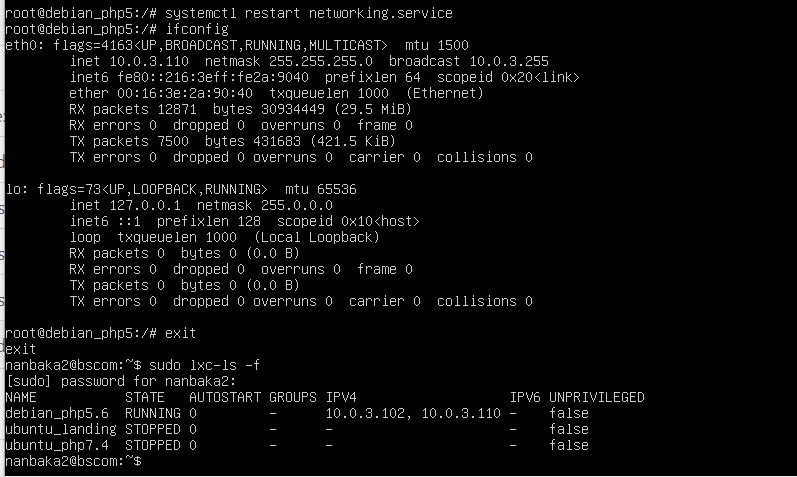 root@debian_php5:/# systemctl restart networking.service
root@debian_php5:/# ifconfig
eth0: flags=4163<UP,BROADCAST,RUNNING,MULTICAST>  mtu 1500
        inet 10.0.3.110  netmask 255.255.255.0  broadcast 10.0.3.255
        inet6 fe80::216:3eff:fe2a:9040  prefixlen 64  scopeid 0x20<link>
        ether 00:16:3e:2a:90:40  txqueuelen 1000  (Ethernet)
        RX packets 12871  bytes 30934449 (29.5 MiB)
        RX errors 0  dropped 0  overruns 0  frame 0
        TX packets 7500  bytes 431683 (421.5 KiB)
        TX errors 0  dropped 0 overruns 0  carrier 0  collisions 0
lo: flags=73<UP,LOOPBACK,RUNNING>  mtu 65536
        inet 127.0.0.1  netmask 255.0.0.0
        inet6 ::1  prefixlen 128  scopeid 0x10<host>
        loop  txqueuelen 1000  (Local Loopback)
        RX packets 0  bytes 0 (0.0 B)
        RX errors 0  dropped 0  overruns 0  frame 0
        TX packets 0  bytes 0 (0.0 B)
        TX errors 0  dropped 0 overruns 0  carrier 0  collisions 0
root@debian_php5:/# exit
exit
nanbaka2@bscom:~$ sudo lxc-ls -f
[sudo] password for nanbaka2:
NAME           STATE   AUTOSTART GROUPS IPV4                   IPV6 UNPRIVILEGED
debian_php5.6  RUNNING 0         -      10.0.3.102, 10.0.3.110 -    false
ubuntu_landing STOPPED 0         -      -                      -    false
ubuntu_php7.4  STOPPED 0         -      -                      -    false
nanbaka2@bscom:~$